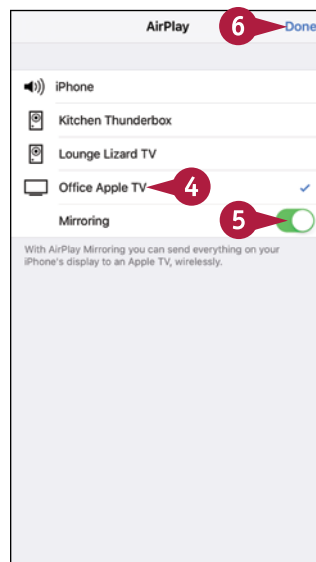 AirPlay 6 Done
iPhone
Kitchen Thunderbox
Lounge Lizard TV
Office Apple TV 4
Mirroring 5
With AirPlay Mirroring you can send everything on your
iPhone's display to an Apple TV, wirelessly.